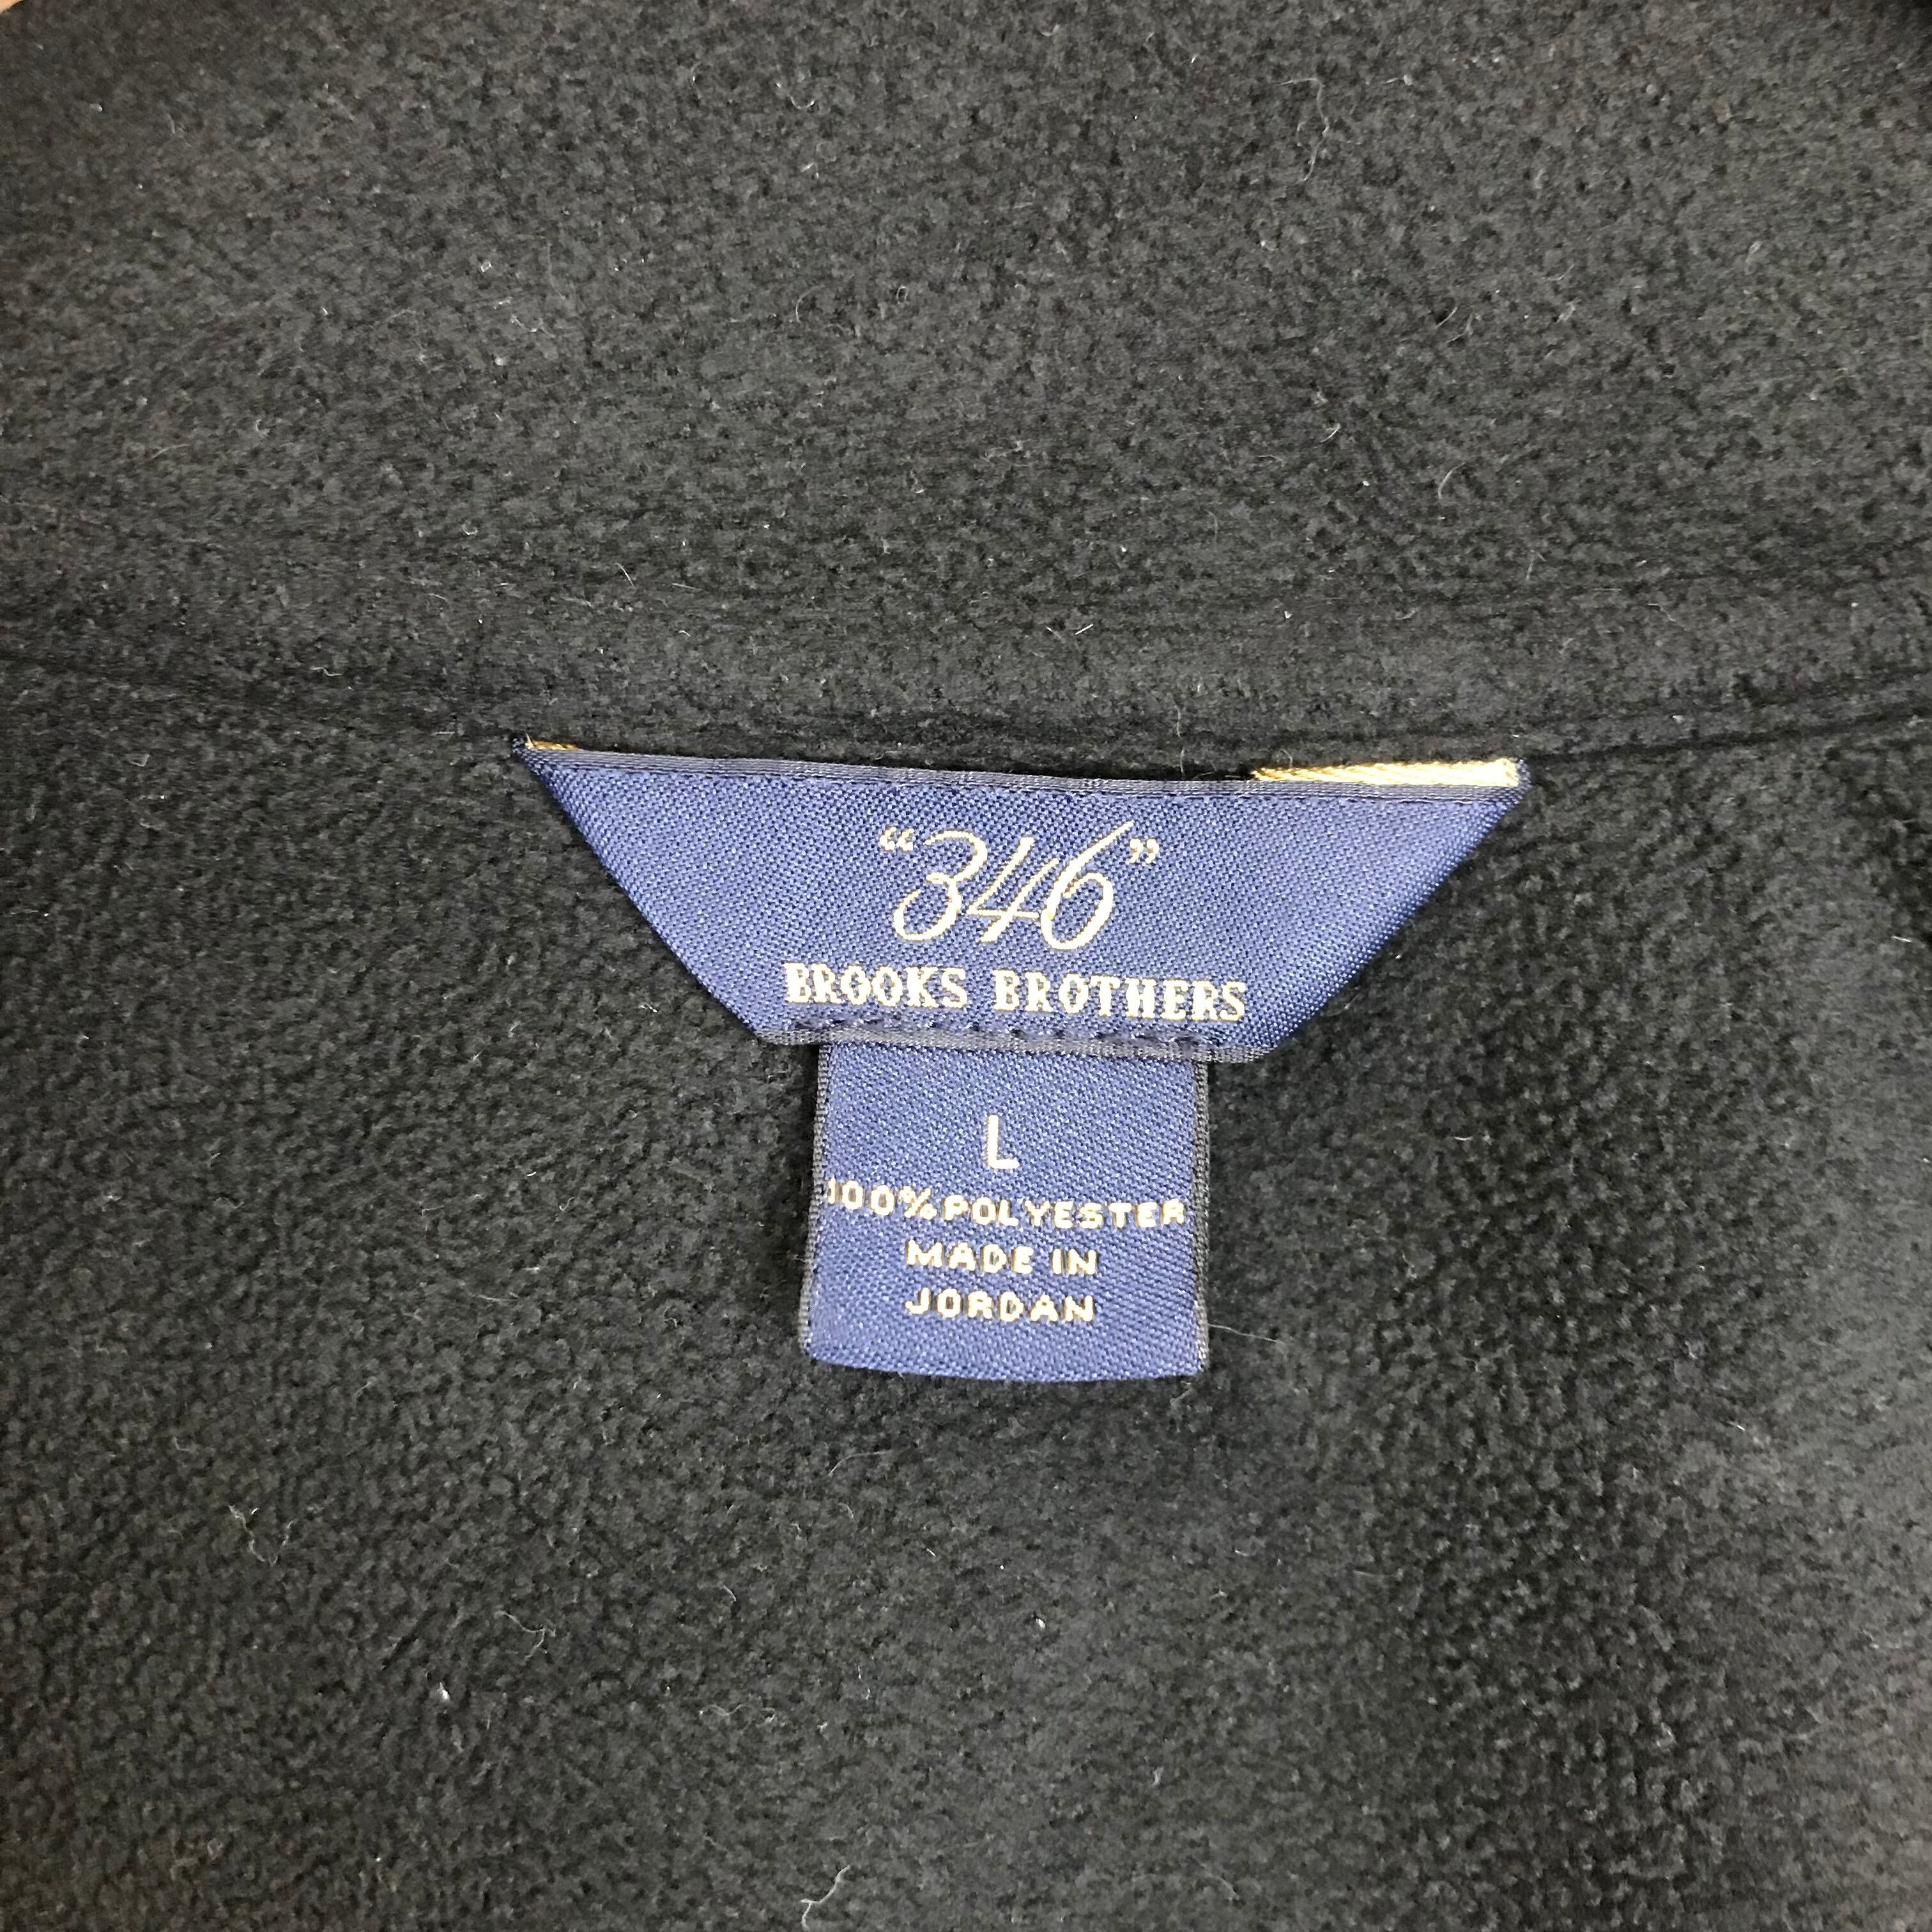 “346”
BROOKS BROTHERS
L
100% POLYESTER
MADE IN
JORDAN